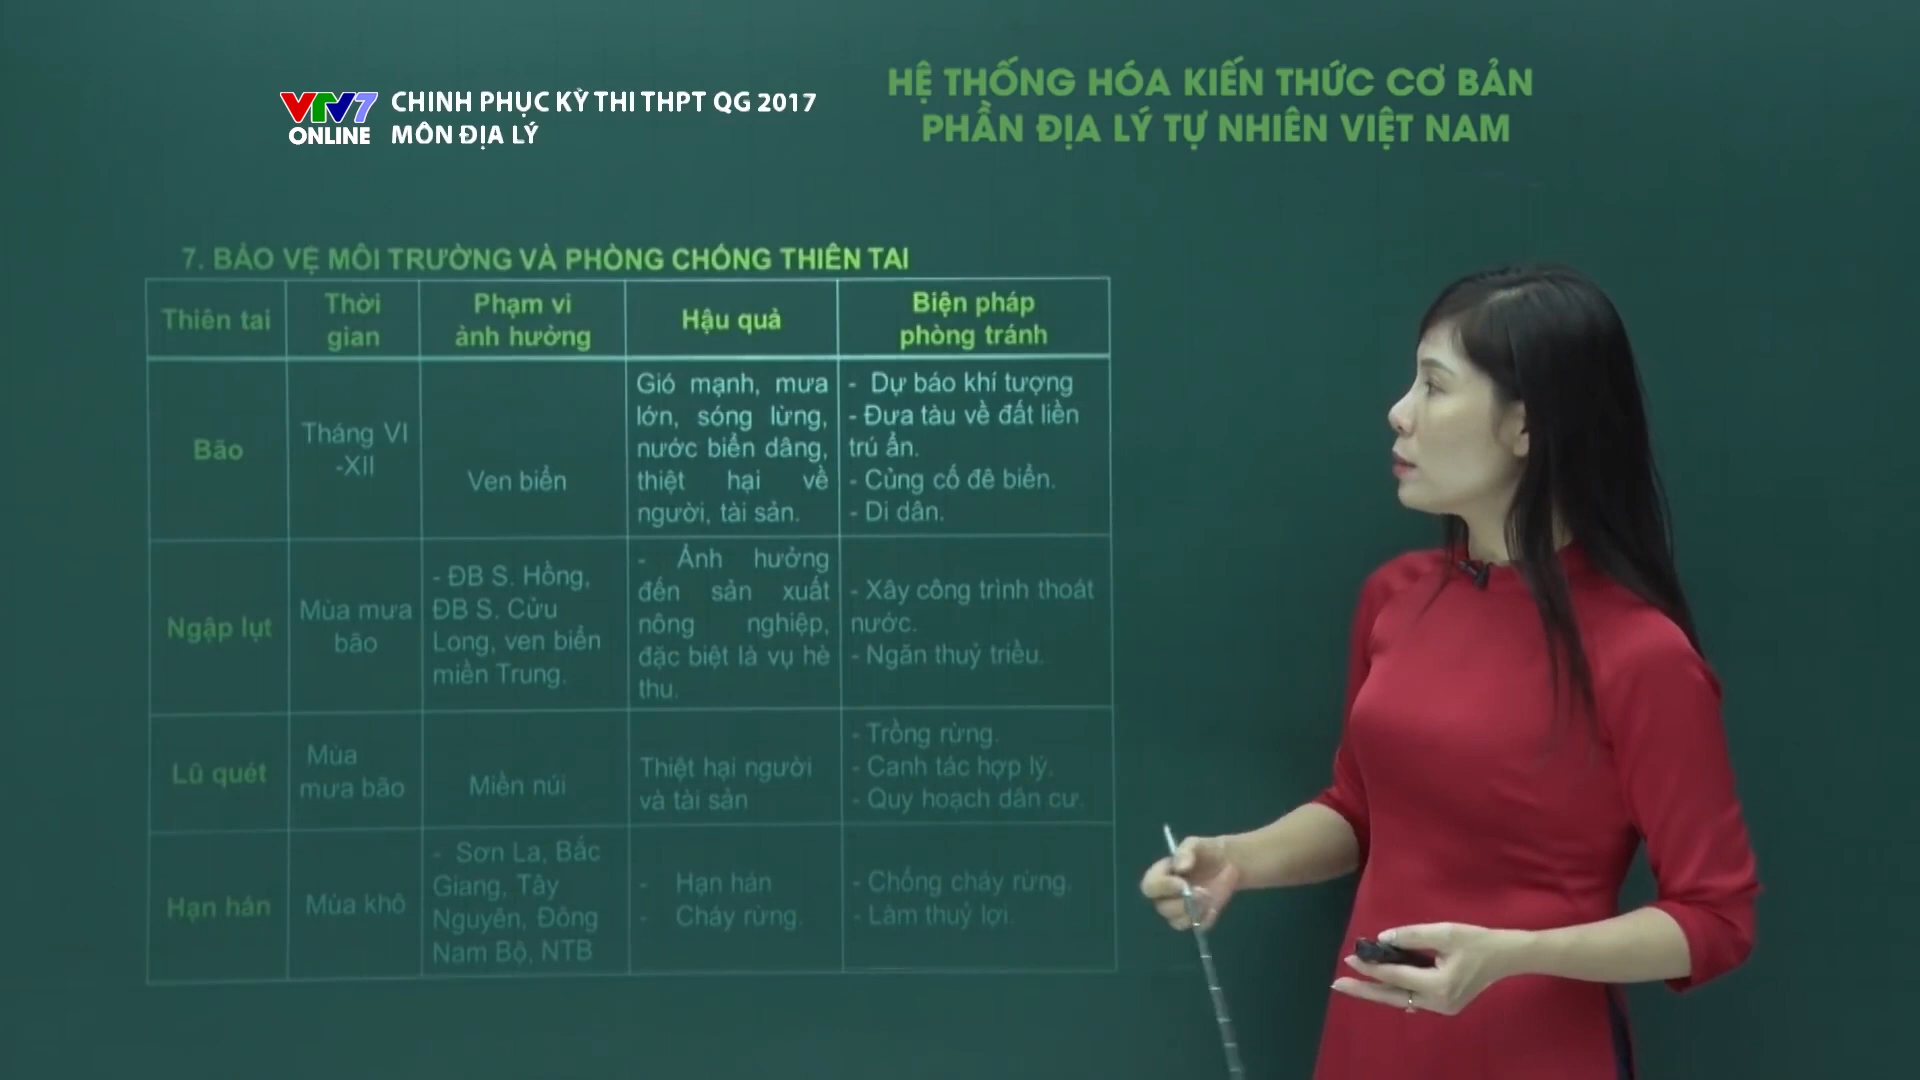 VTV7
ONLINE
CHINH PHỤC KỲ THI THPT QG 2017
MÔN ĐỊA LÝ
HỆ THỐNG HÓA KIẾN THỨC CƠ BẢN
PHẦN ĐỊA LÝ TỰ NHIÊN VIỆT NAM
7. BẢO VỆ MÔI TRƯỜNG VÀ PHÒNG CHỐNG THIÊN TAI
Thiên tai
Thời
gian
Phạm vi
ảnh hưởng
Hậu quả
Biện pháp
phòng tránh
Bão
Tháng VI
-XII
Ven biển
Gió mạnh, mưa
lớn, sóng lừng,
nước biển dâng,
thiệt hại về
người, tài sản.
- Dự báo khí tượng
- Đưa tàu về đất liền
trú ẩn.
- Củng cố đê biển.
- Di dân.
Ngập lụt
Mùa mưa
bão
- ĐB S. Hồng,
ĐB S. Cửu
Long, ven biển
miền Trung.
- Ảnh hưởng
đến sản xuất
nông nghiệp,
đặc biệt là vụ hè
thu.
- Xây công trình thoát
nước.
- Ngăn thuỷ triều.
Lũ quét
Mùa
mưa bão
Miền núi
Thiệt hại người
và tài sản
- Trồng rừng.
- Canh tác hợp lý.
- Quy hoạch dân cư.
Hạn hán
Mùa khô
- Sơn La, Bắc
Giang, Tây
Nguyên, Đông
Nam Bộ, NTB
- Hạn hán
- Cháy rừng.
- Chống cháy rừng.
- Làm thuỷ lợi.